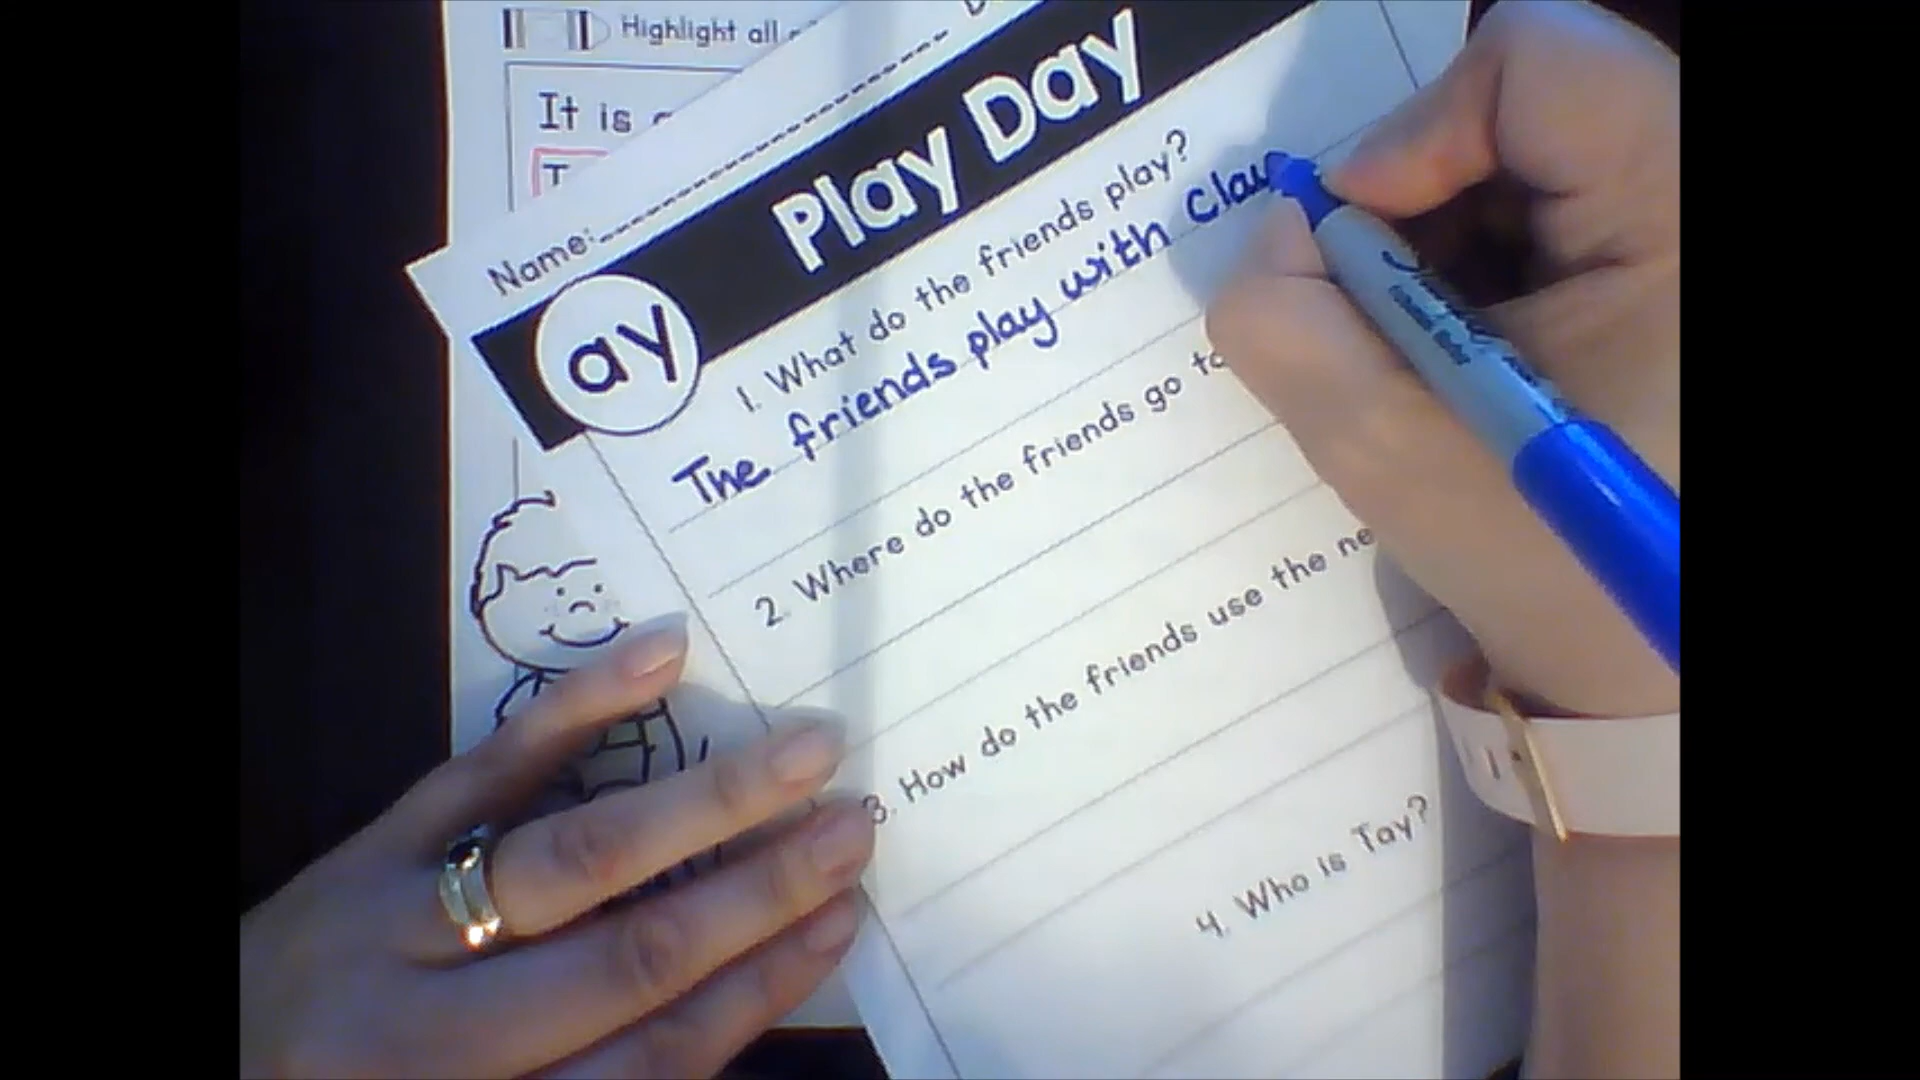 Highlight all
It is
Name:
Play Day
ay
1. What do the friends play?
The friends play with clay
2. Where do the friends go to
3. How do the friends use the
4. Who is Tay?